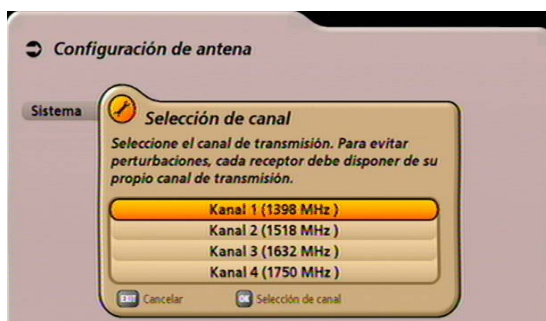 Configuración de antena
Sistema
Selección de canal
Seleccione el canal de transmisión. Para evitar
perturbaciones, cada receptor debe disponer de su
propio canal de transmisión.
Kanal 1 (1398 MHz )
Kanal 2 (1518 MHz )
Kanal 3 (1632 MHz )
Kanal 4 (1750 MHz )
EXIT Cancelar
OK Selección de canal